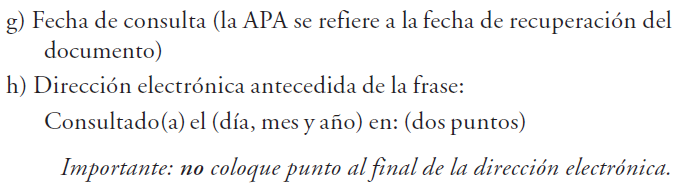 g) Fecha de consulta (la APA se refiere a la fecha de recuperación del
documento)
h) Dirección electrónica antecedida de la frase:
Consultado(a) el (día, mes y año) en: (dos puntos)
Importante: no coloque punto al final de la dirección electrónica.